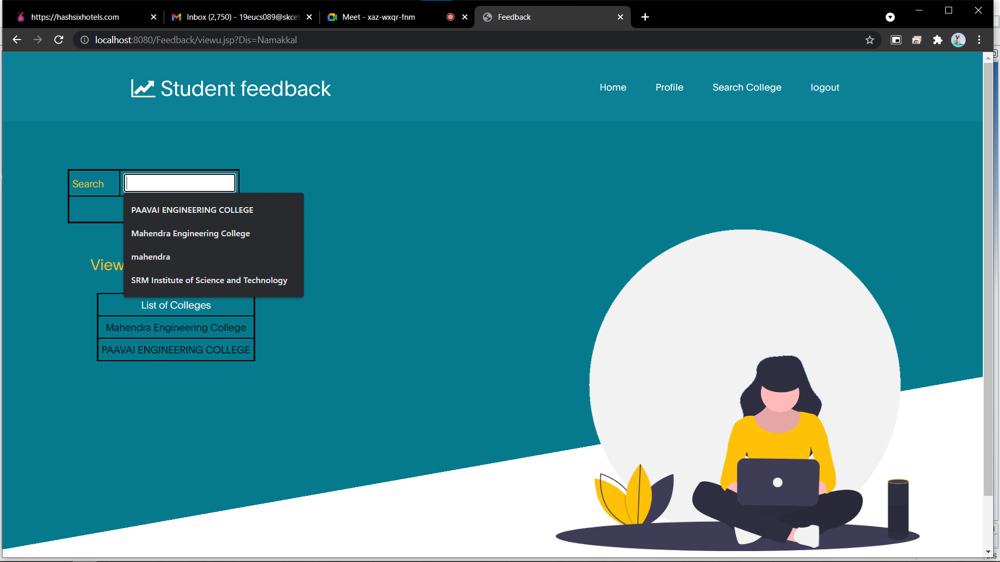 https://hashsixhotels.com
Inbox (2,750) - 19eucs089@skcet
Meet - xaz-wxqr-fnm
Feedback
localhost:8080/Feedback/viewu.jsp?Dis=Namakkal
Student feedback
Home
Profile
Search College
logout
Search
PAAVAI ENGINEERING COLLEGE
Mahendra Engineering College
mahendra
SRM Institute of Science and Technology
View
List of Colleges
Mahendra Engineering College
PAAVAI ENGINEERING COLLEGE